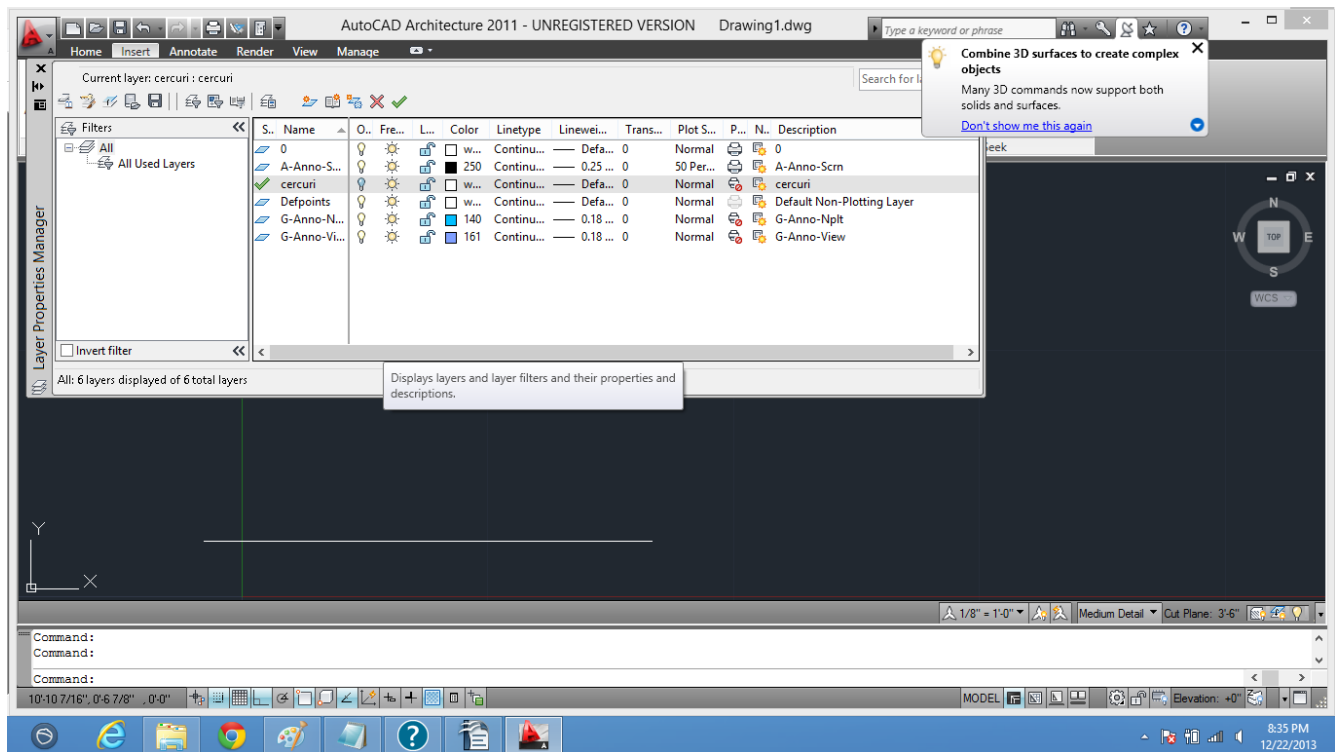 AutoCAD Architecture 2011 - UNREGISTERED VERSION Drawing1.dwg
Type a keyword or phrase
Home Insert Annotate Render View Manage
Combine 3D surfaces to create complex
objects
Many 3D commands now support both
solids and surfaces.
Don't show me this again
Current layer: cercuri : cercuri
Search for
Filters
All
All Used Layers
S.. Name O.. Fre... L... Color Linetype Linewei... Trans... Plot S... P... N.. Description
0 w... Continu... Defa... 0 Normal 0
A-Anno-S... 250 Continu... 0.25 ... 0 50 Per... A-Anno-Scrn
cercuri w... Continu... Defa... 0 Normal cercuri
Defpoints w... Continu... Defa... 0 Normal Default Non-Plotting Layer
G-Anno-N... 140 Continu... 0.18 ... 0 Normal G-Anno-Nplt
G-Anno-Vi... 161 Continu... 0.18 ... 0 Normal G-Anno-View
Invert filter
All: 6 layers displayed of 6 total layers
Layer Properties Manager
Displays layers and layer filters and their properties and
descriptions.
Seek
N
W TOP E
S
WCS
Y
X
1/8" = 1'-0" Medium Detail Cut Plane: 3'-6"
Command:
Command:
Command:
10'-10 7/16", 0'-6 7/8" , 0'-0" MODEL Elevation: +0"
8:35 PM
12/22/2013